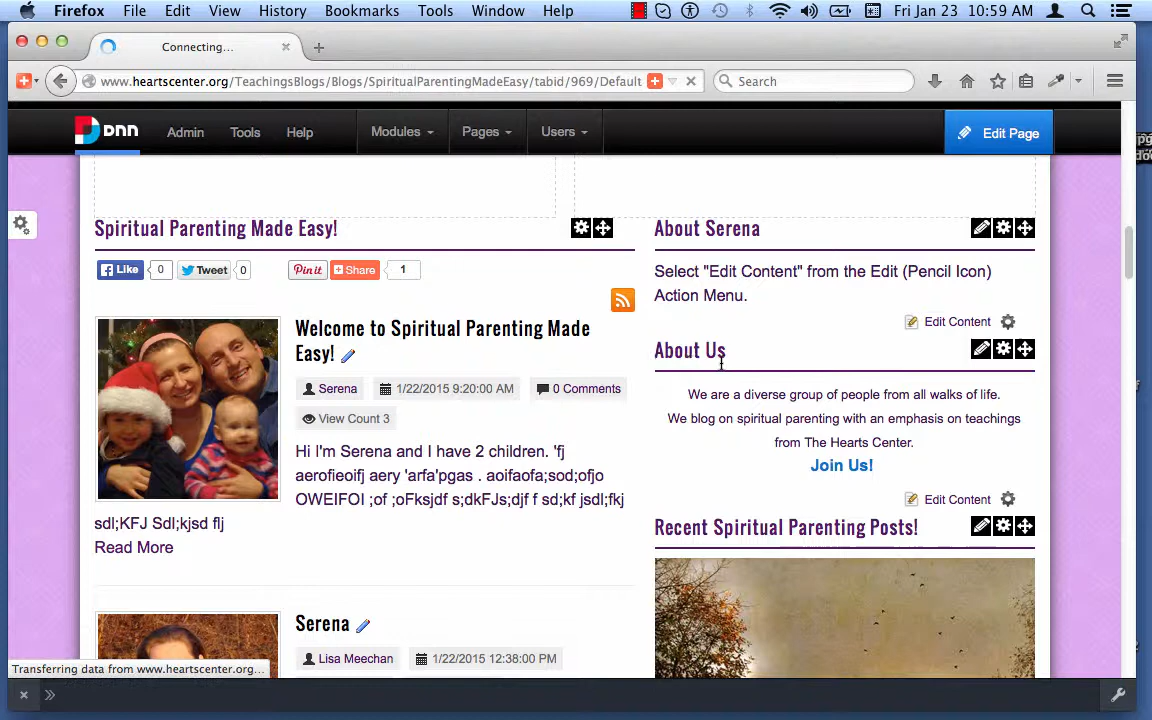 Firefox File Edit View History Bookmarks Tools Window Help Fri Jan 23 10:59 AM
Connecting...
www.heartscenter.org/TeachingsBlogs/Blogs/SpiritualParentingMadeEasy/tabid/969/Default
Search
DNN Admin Tools Help Modules Pages Users Edit Page
Spiritual Parenting Made Easy!
Like 0 Tweet 0 Pin it Share 1
Welcome to Spiritual Parenting Made
Easy!
Serena 1/22/2015 9:20:00 AM 0 Comments
View Count 3
Hi I'm Serena and I have 2 children. 'fj
aerofieoifj aery 'arfa'pgas . aoifaofa;sod;ofjo
OWEIFOI ;of ;oFksjdf s;dkFJs;djf f sd;kf jsdl;fkj
sdl;KFJ Sdl;kjsd flj
Read More
Serena
Lisa Meechan 1/22/2015 12:38:00 PM
About Serena
Select "Edit Content" from the Edit (Pencil Icon)
Action Menu.
Edit Content
About Us
We are a diverse group of people from all walks of life.
We blog on spiritual parenting with an emphasis on teachings
from The Hearts Center.
Join Us!
Edit Content
Recent Spiritual Parenting Posts!
Transferring data from www.heartscenter.org...